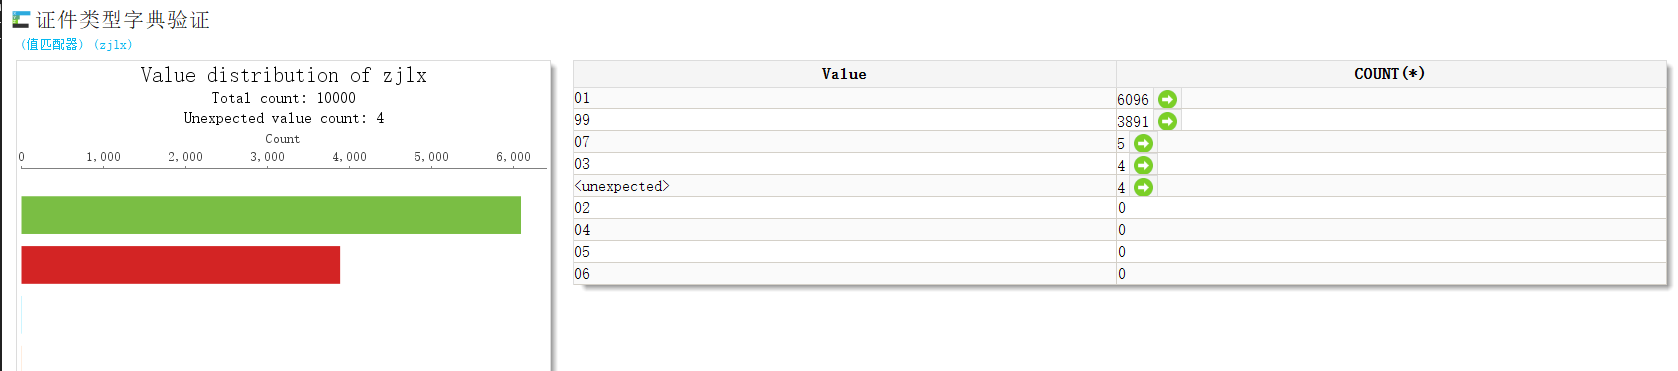 证件类型字典验证
(值匹配器) (zjlx)
Value distribution of zjlx
Total count: 10000
Unexpected value count: 4
Count
0 1,000 2,000 3,000 4,000 5,000 6,000
Value COUNT(*)
01 6096
99 3891
07 5
03 4
<unexpected> 4
02 0
04 0
05 0
06 0